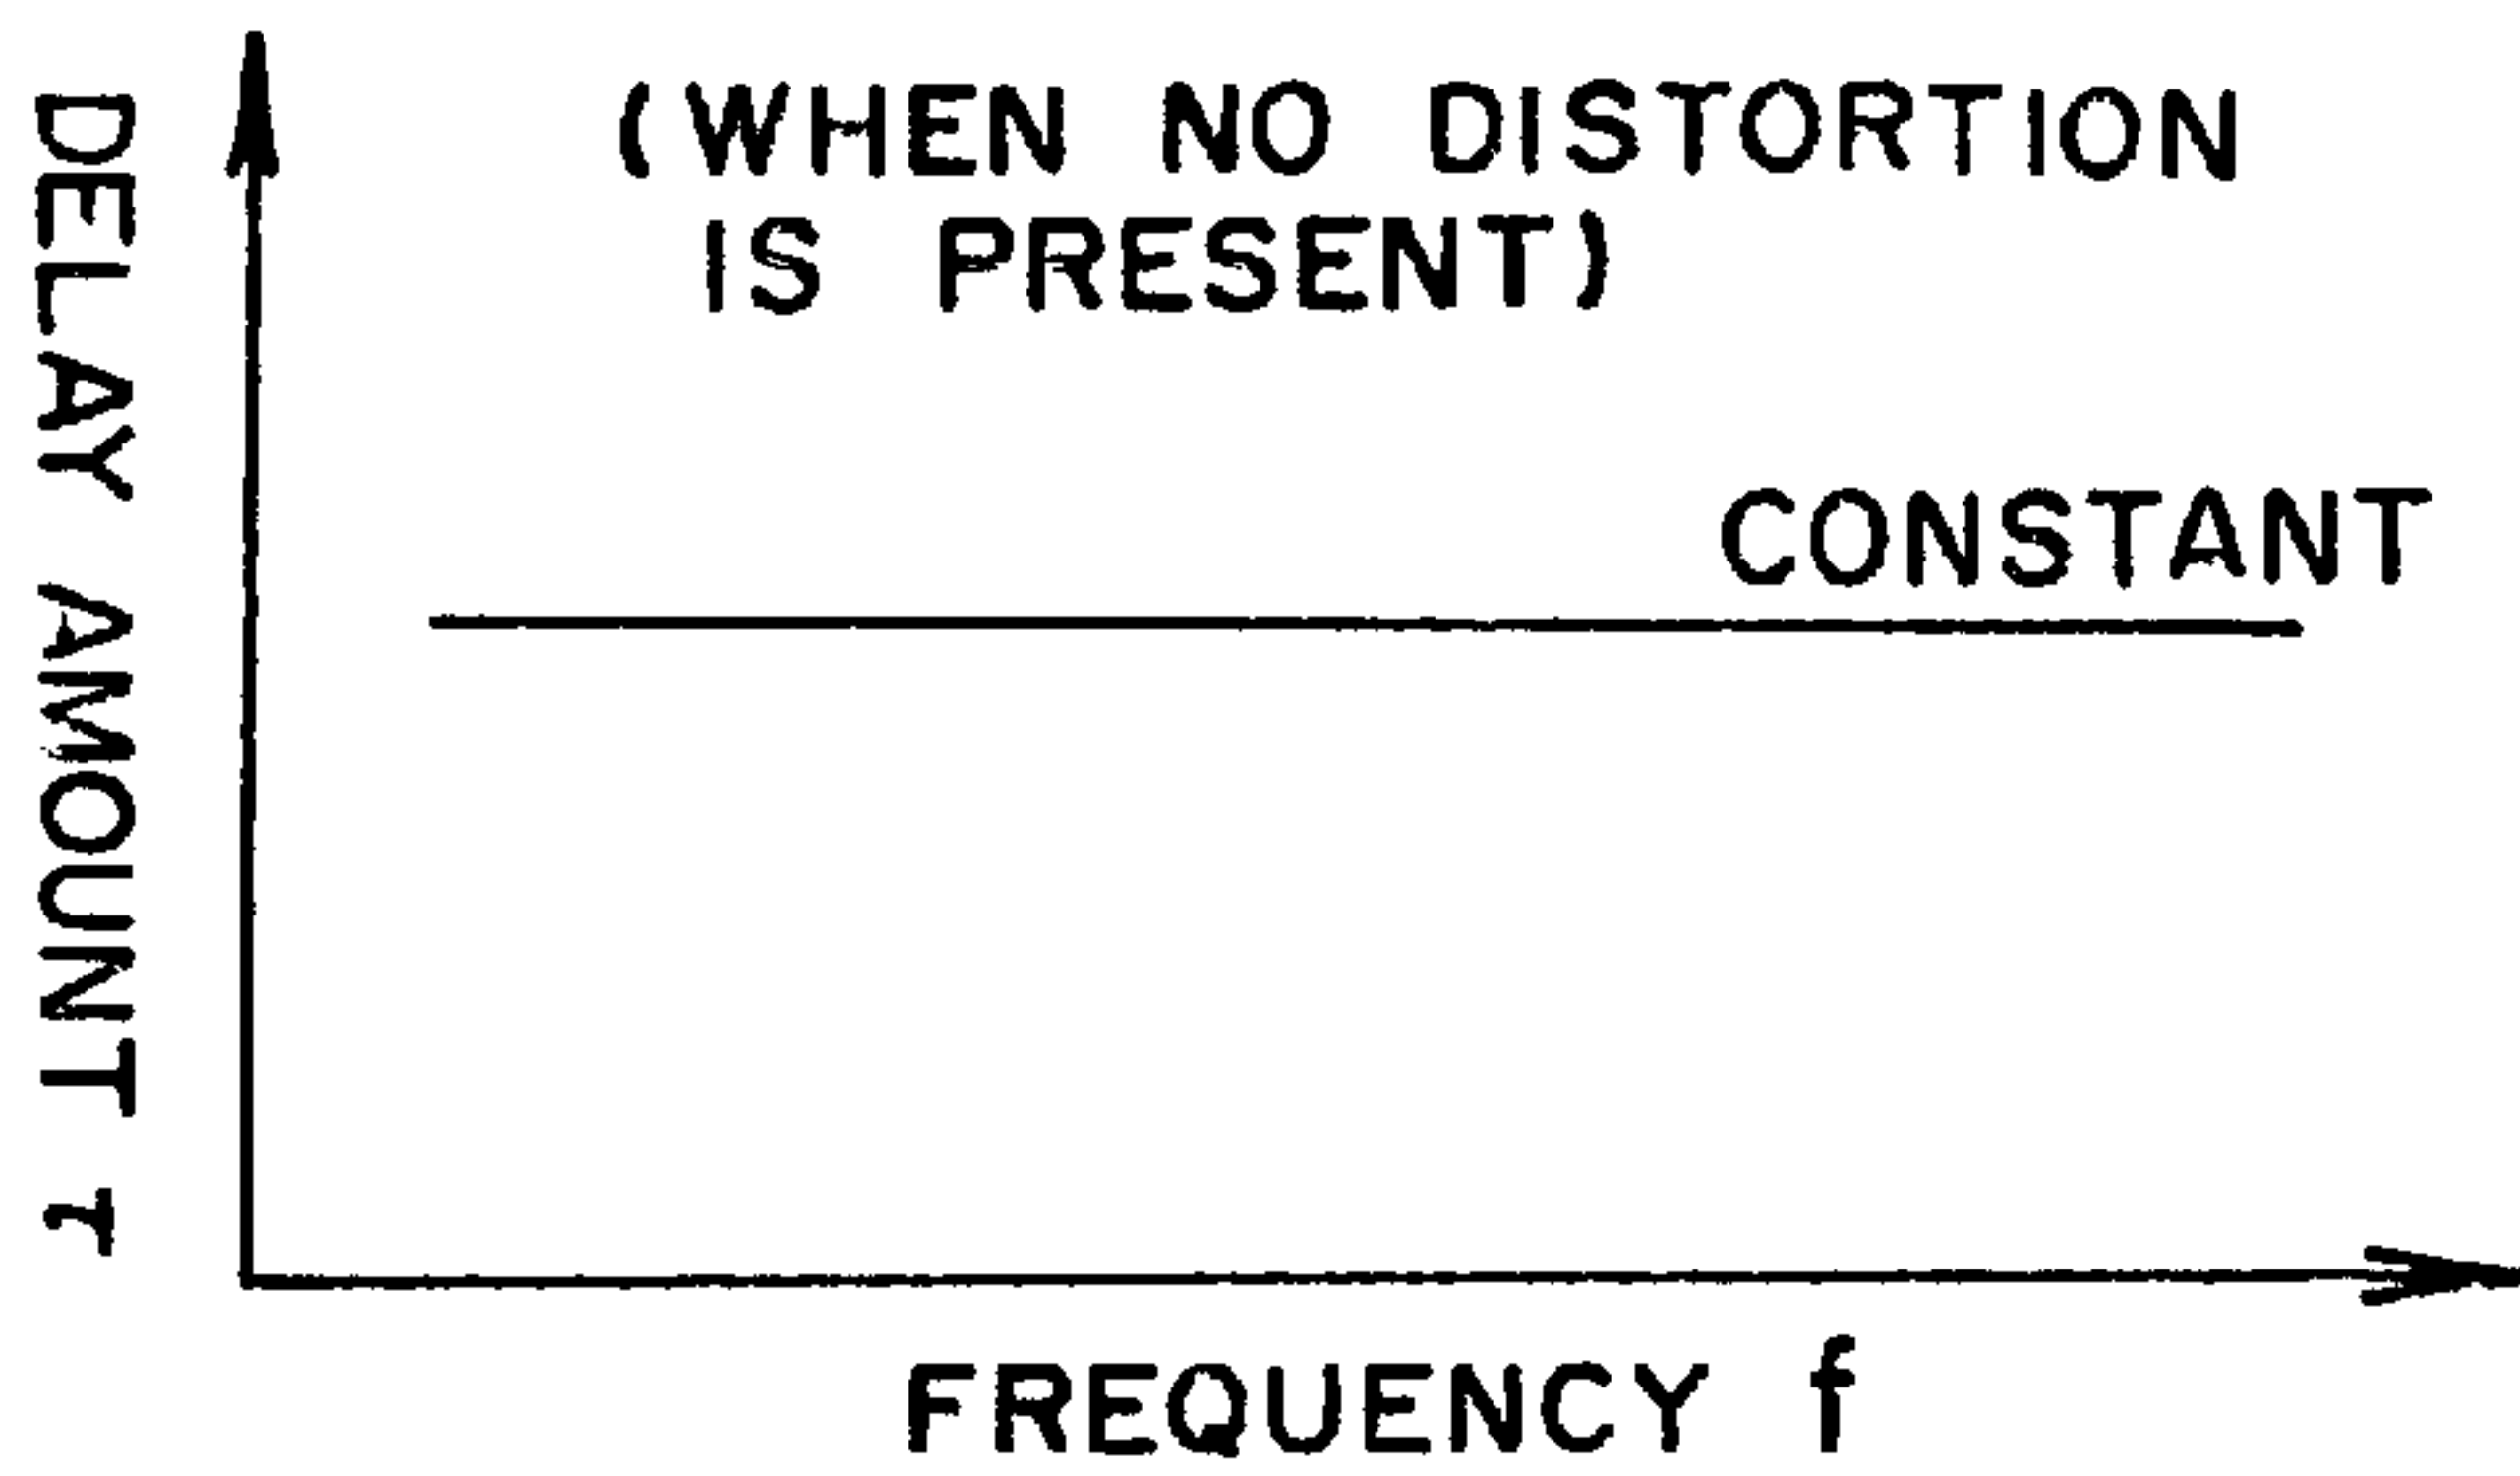 (WHEN NO DISTORTION
IS PRESENT)
DELAY AMOUNT τ
CONSTANT
FREQUENCY f